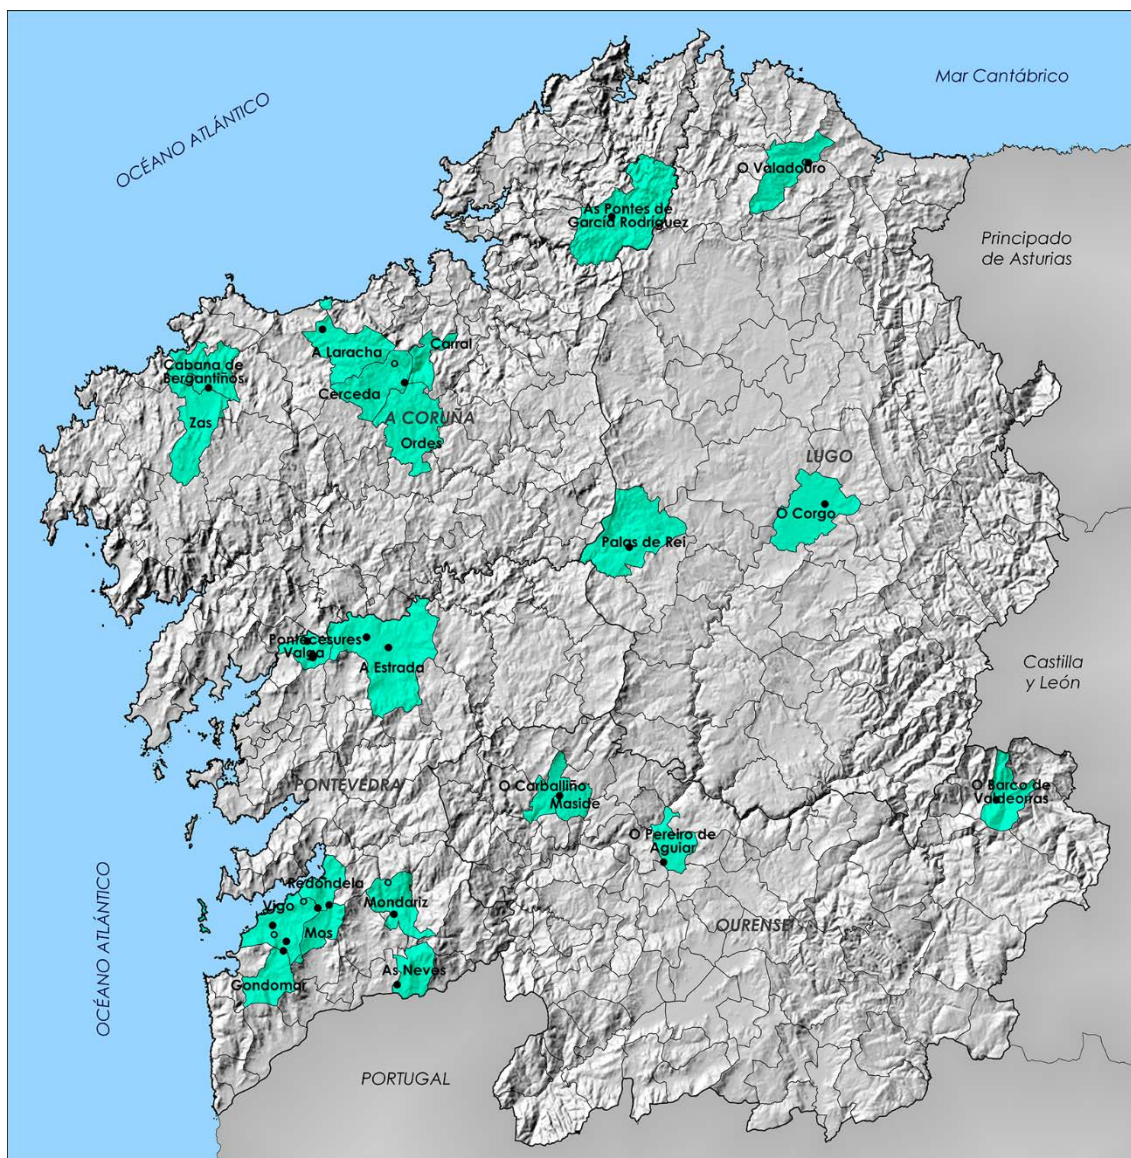 Mar Cantábrico
OCÉANO ATLÁNTICO
O Valadouro
As Pontes de
García Rodríguez
Principado
de Asturias
Carral
A Laracha
Cabana de
Bergantiños
Cerceda
A CORUÑA
Zas
Ordes
LUGO
O Corgo
Palas de Rei
Pontecesures
Valga
A Estrada
Castilla
y León
PONTEVEDRA
O Carballiño
Maside
O Barco de
Valdeorras
O Pereiro de
Aguiar
Redondela
Mondariz
Vigo
Mos
OURENSE
OCÉANO ATLÁNTICO
As Neves
Gondomar
PORTUGAL